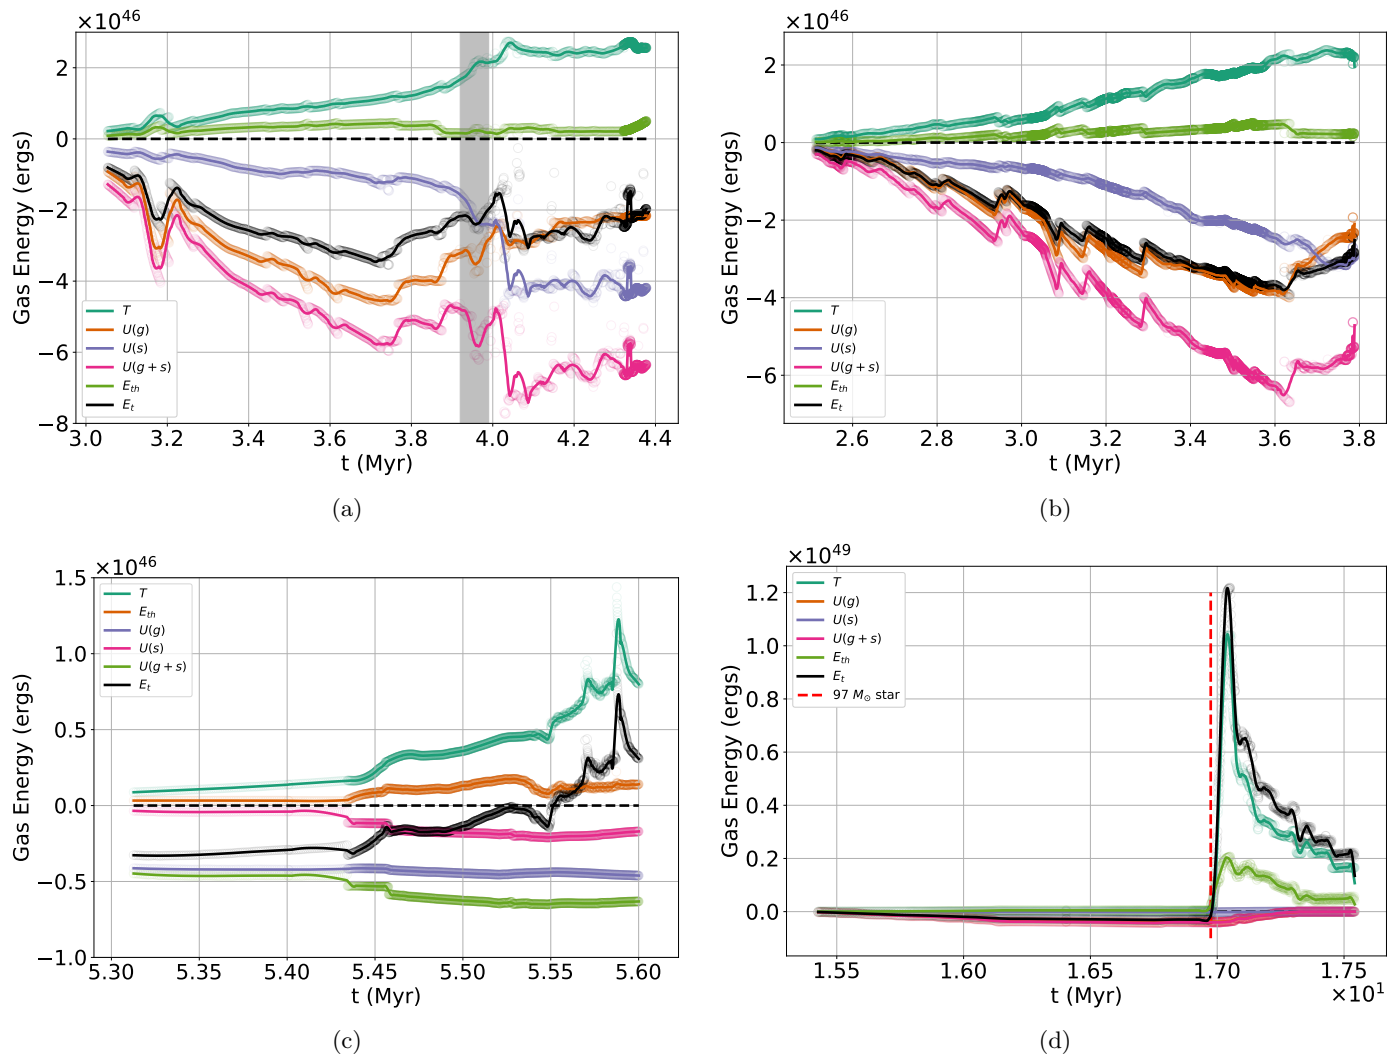 ×10^46
Gas Energy (ergs)
2
0
−2
−4
−6
−8
T
U(g)
U(s)
U(g + s)
E_th
E_t
3.0 3.2 3.4 3.6 3.8 4.0 4.2 4.4
t (Myr)
(a)
×10^46
Gas Energy (ergs)
2
0
−2
−4
−6
T
U(g)
U(s)
U(g + s)
E_th
E_t
2.6 2.8 3.0 3.2 3.4 3.6 3.8
t (Myr)
(b)
×10^46
Gas Energy (ergs)
1.5
1.0
0.5
0.0
−0.5
−1.0
T
E_th
U(g)
U(s)
U(g + s)
E_t
5.30 5.35 5.40 5.45 5.50 5.55 5.60
t (Myr)
(c)
×10^49
Gas Energy (ergs)
1.2
1.0
0.8
0.6
0.4
0.2
0.0
T
U(g)
U(s)
U(g + s)
E_th
E_t
97 M_⊙ star
1.55 1.60 1.65 1.70 1.75
×10^1
t (Myr)
(d)